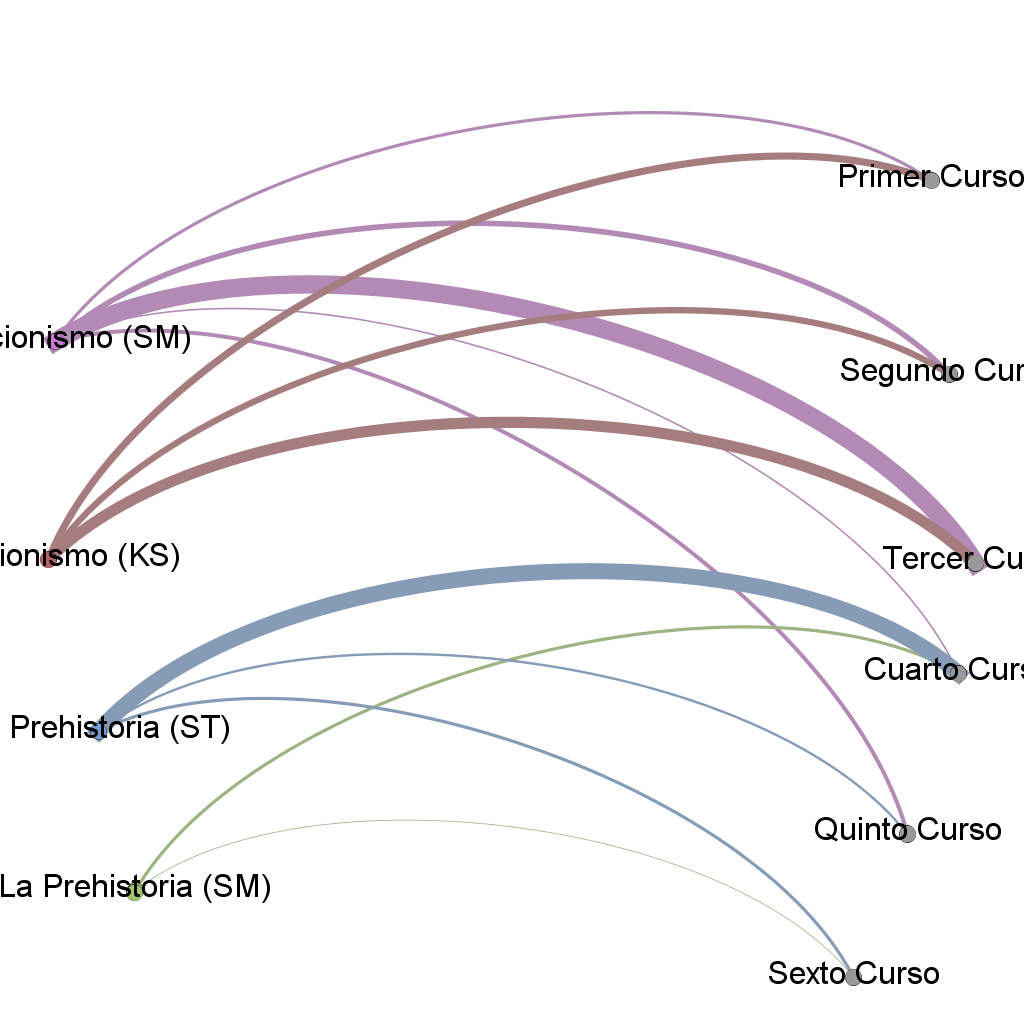 Primer Curso
cionismo (SM)
Segundo Cur
ionismo (KS)
Tercer Cu
Cuarto Curs
Prehistoria (ST)
Quinto Curso
La Prehistoria (SM)
Sexto Curso